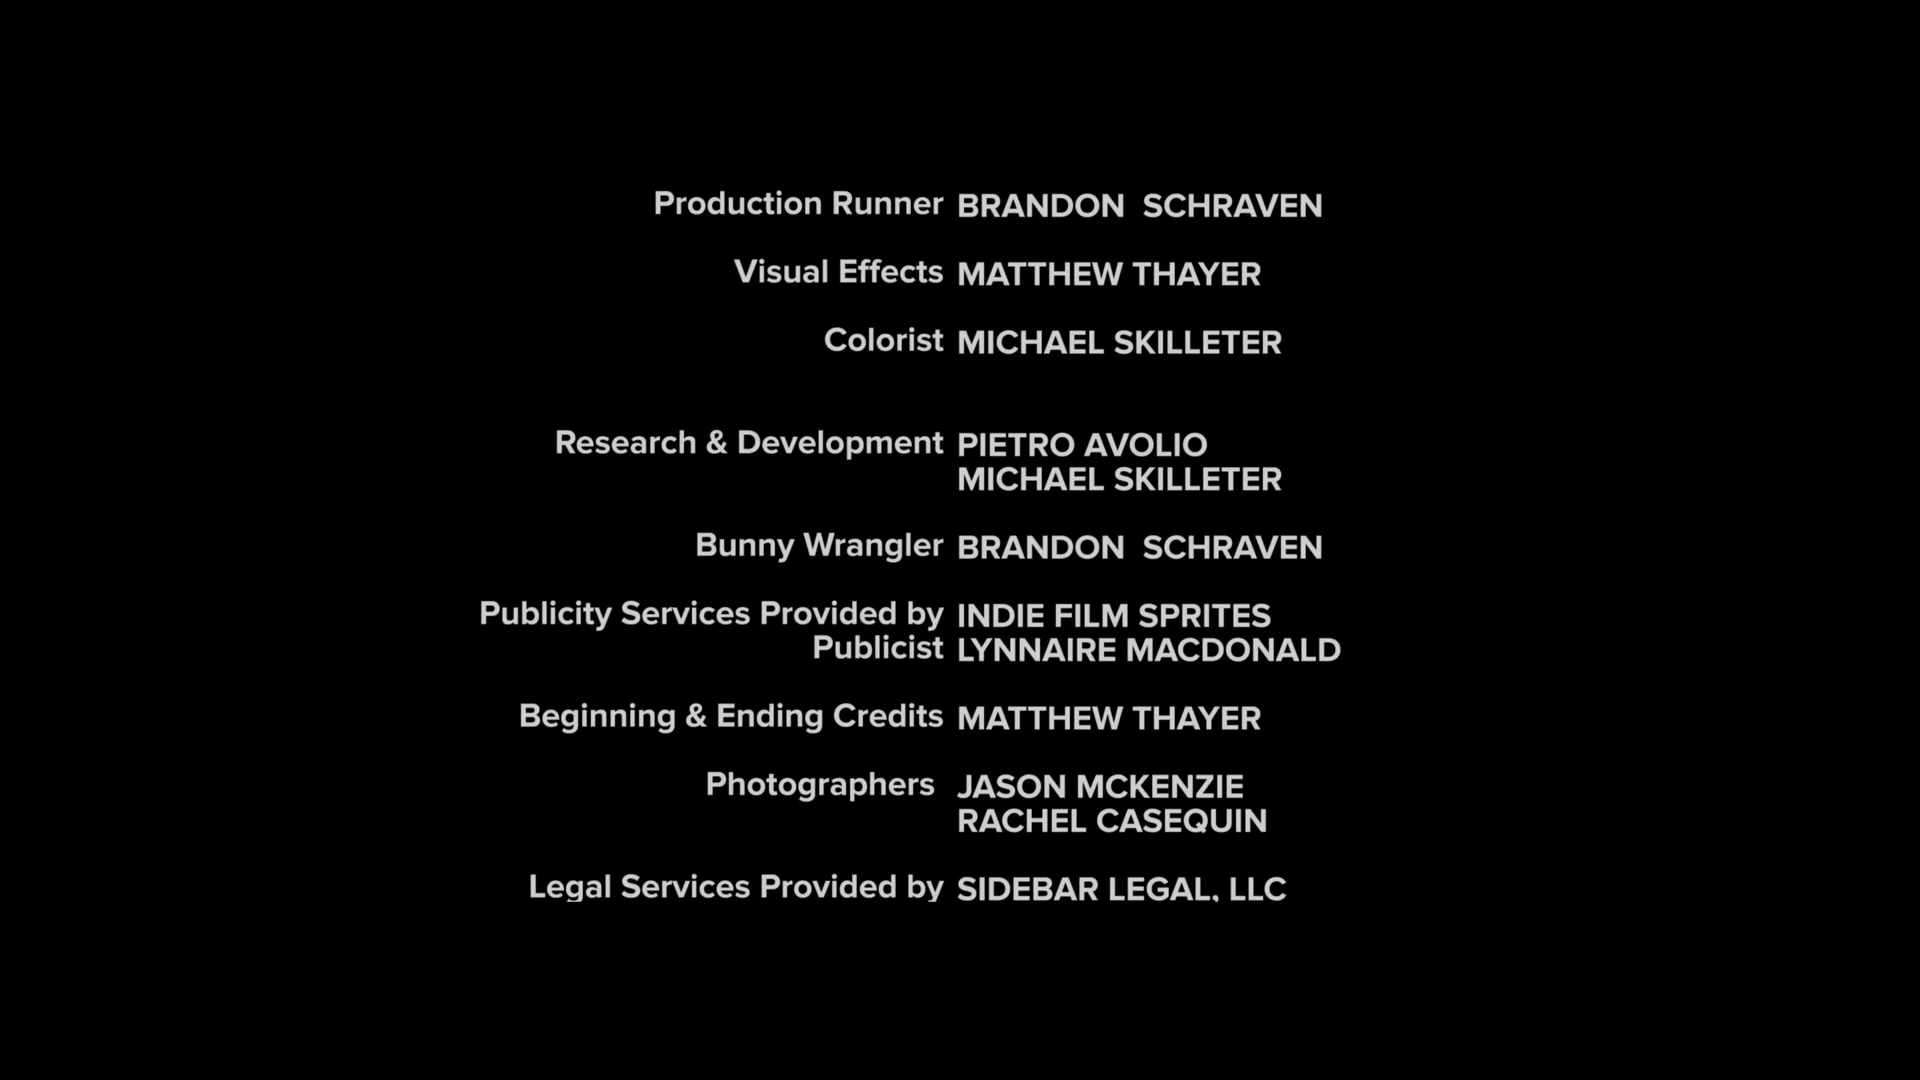 Production Runner BRANDON  SCHRAVEN
Visual Effects MATTHEW THAYER
Colorist MICHAEL SKILLETER
Research & Development PIETRO AVOLIO
MICHAEL SKILLETER
Bunny Wrangler BRANDON  SCHRAVEN
Publicity Services Provided by INDIE FILM SPRITES
Publicist LYNNAIRE MACDONALD
Beginning & Ending Credits MATTHEW THAYER
Photographers JASON MCKENZIE
RACHEL CASEQUIN
Legal Services Provided by SIDEBAR LEGAL, LLC